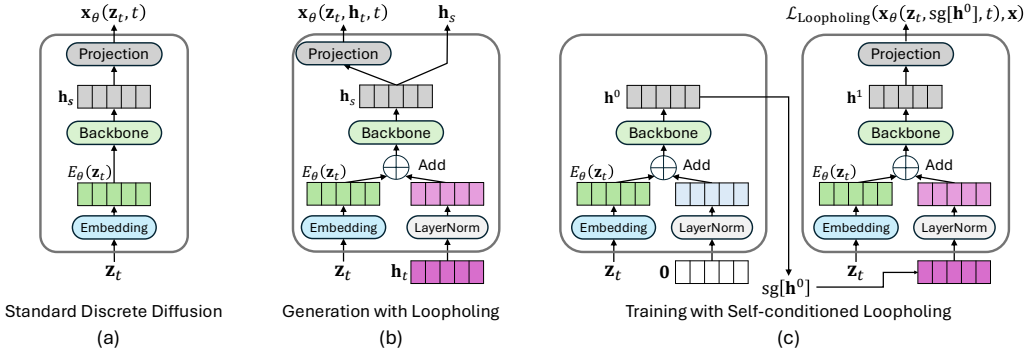 𝐱_θ(𝐳_t, t)
Projection
𝐡_s
Backbone
E_θ(𝐳_t)
Embedding
𝐳_t
Standard Discrete Diffusion
(a)
𝐱_θ(𝐳_t, 𝐡_t, t)
𝐡_s
Projection
𝐡_s
Backbone
Add
E_θ(𝐳_t)
Embedding
LayerNorm
𝐳_t
𝐡_t
Generation with Loopholing
(b)
𝐡^0
Backbone
Add
E_θ(𝐳_t)
Embedding
LayerNorm
𝐳_t
𝟎
sg[𝐡^0]
ℒ_Loopholing(𝐱_θ(𝐳_t, sg[𝐡^0], t), 𝐱)
Projection
𝐡^1
Backbone
Add
E_θ(𝐳_t)
Embedding
LayerNorm
𝐳_t
Training with Self-conditioned Loopholing
(c)